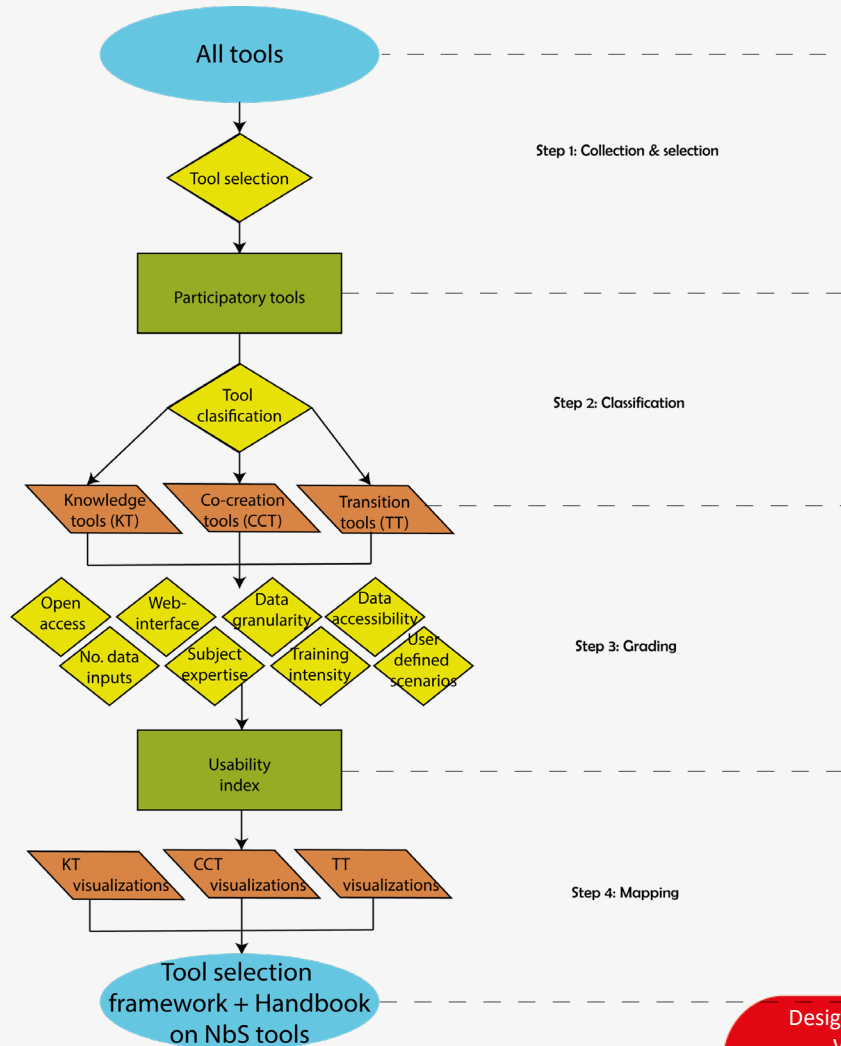 All tools
Step 1: Collection & selection
Tool selection
Participatory tools
Tool
clasification
Step 2: Classification
Knowledge
tools (KT)
Co-creation
tools (CCT)
Transition
tools (TT)
Open
access
Web-
interface
Data
granularity
Data
accessibility
No. data
inputs
Subject
expertise
Training
intensity
User
defined
scenarios
Step 3: Grading
Usability
index
KT
visualizations
CCT
visualizations
TT
visualizations
Step 4: Mapping
Tool selection
framework + Handbook
on NbS tools
Desig